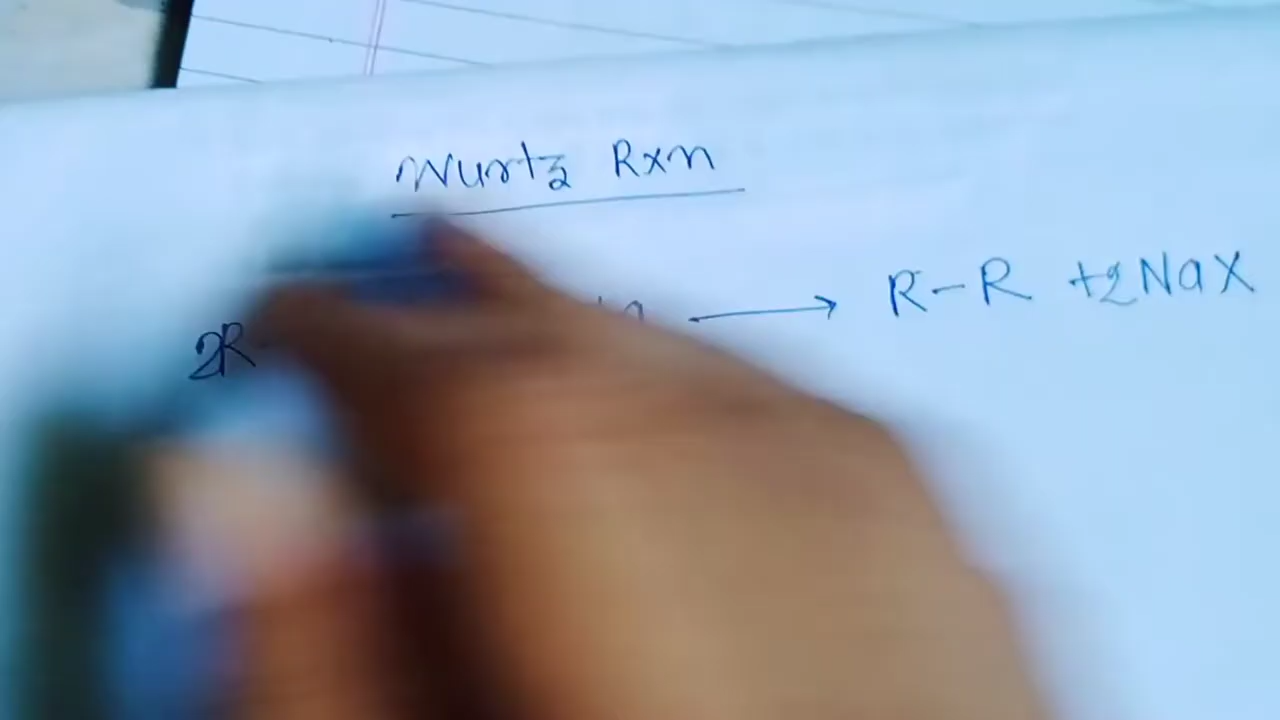 Wurtz Rxn
2R → R-R +2NaX